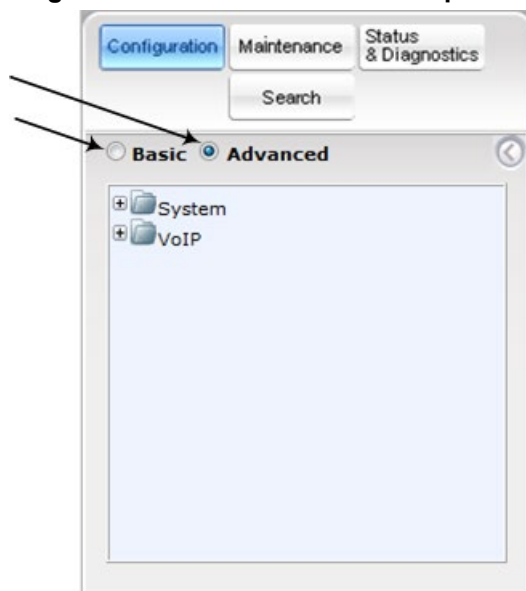 Configuration
Maintenance
Status
& Diagnostics
Search
Basic
Advanced
System
VoIP